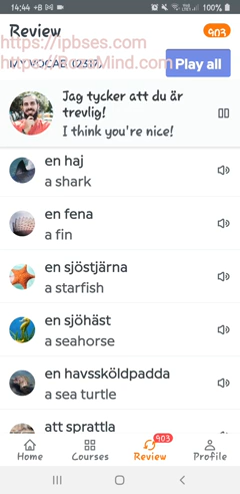 14:44
100%
Review
903
https://ipbses.com
MY VOCAB (2317)
Play all
Jag tycker att du är
trevlig!
I think you're nice!
en haj
a shark
en fena
a fin
en sjöstjärna
a starfish
en sjöhäst
a seahorse
en havssköldpadda
a sea turtle
att sprattla
903
Home
Courses
Review
Profile